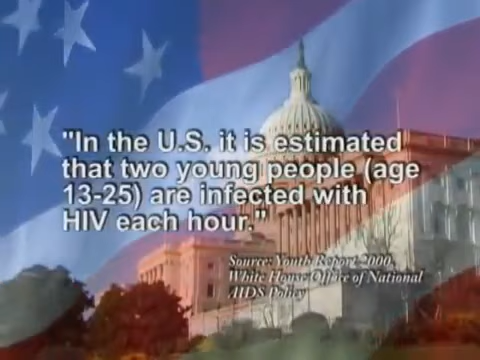 "In the U.S. it is estimated
that two young people (age
13-25) are infected with
HIV each hour."
Source: Youth Report 2000,
White House Office of National
AIDS Policy